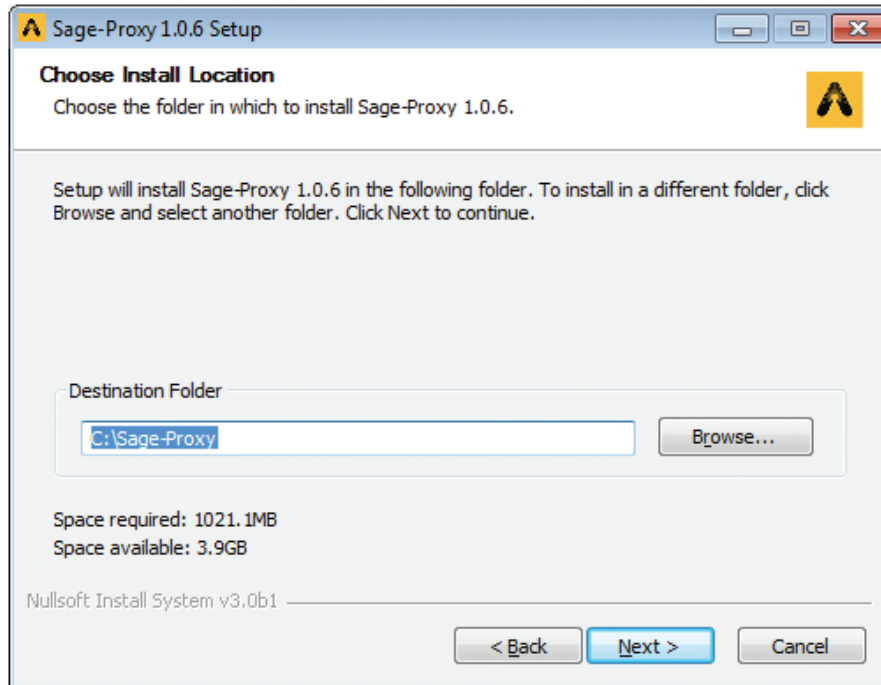 Sage-Proxy 1.0.6 Setup
Choose Install Location
Choose the folder in which to install Sage-Proxy 1.0.6.
Setup will install Sage-Proxy 1.0.6 in the following folder. To install in a different folder, click
Browse and select another folder. Click Next to continue.
Destination Folder
C:\Sage-Proxy
Browse...
Space required: 1021.1MB
Space available: 3.9GB
Nullsoft Install System v3.0b1
< Back
Next >
Cancel